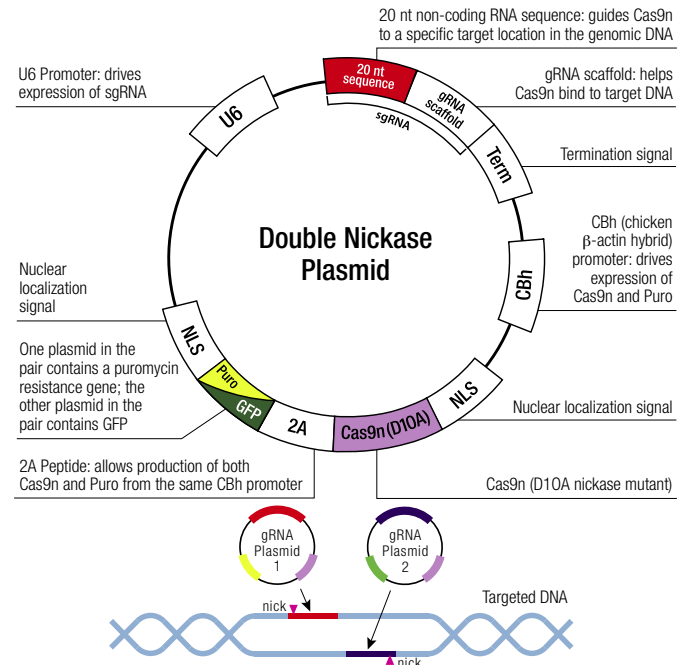 20 nt non-coding RNA sequence: guides Cas9n
to a specific target location in the genomic DNA
U6 Promoter: drives
expression of sgRNA
gRNA scaffold: helps
Cas9n bind to target DNA
20 nt
sequence
gRNA
scaffold
sgRNA
U6
Term
Termination signal
Double Nickase
Plasmid
CBh (chicken
β-actin hybrid)
promoter: drives
expression of
Cas9n and Puro
CBh
Nuclear
localization
signal
NLS
One plasmid in the
pair contains a puromycin
resistance gene; the
other plasmid in the
pair contains GFP
Puro
GFP
2A
Cas9n (D10A)
NLS
Nuclear localization signal
2A Peptide: allows production of both
Cas9n and Puro from the same CBh promoter
Cas9n (D10A nickase mutant)
gRNA
Plasmid
1
gRNA
Plasmid
2
nick
Targeted DNA
nick